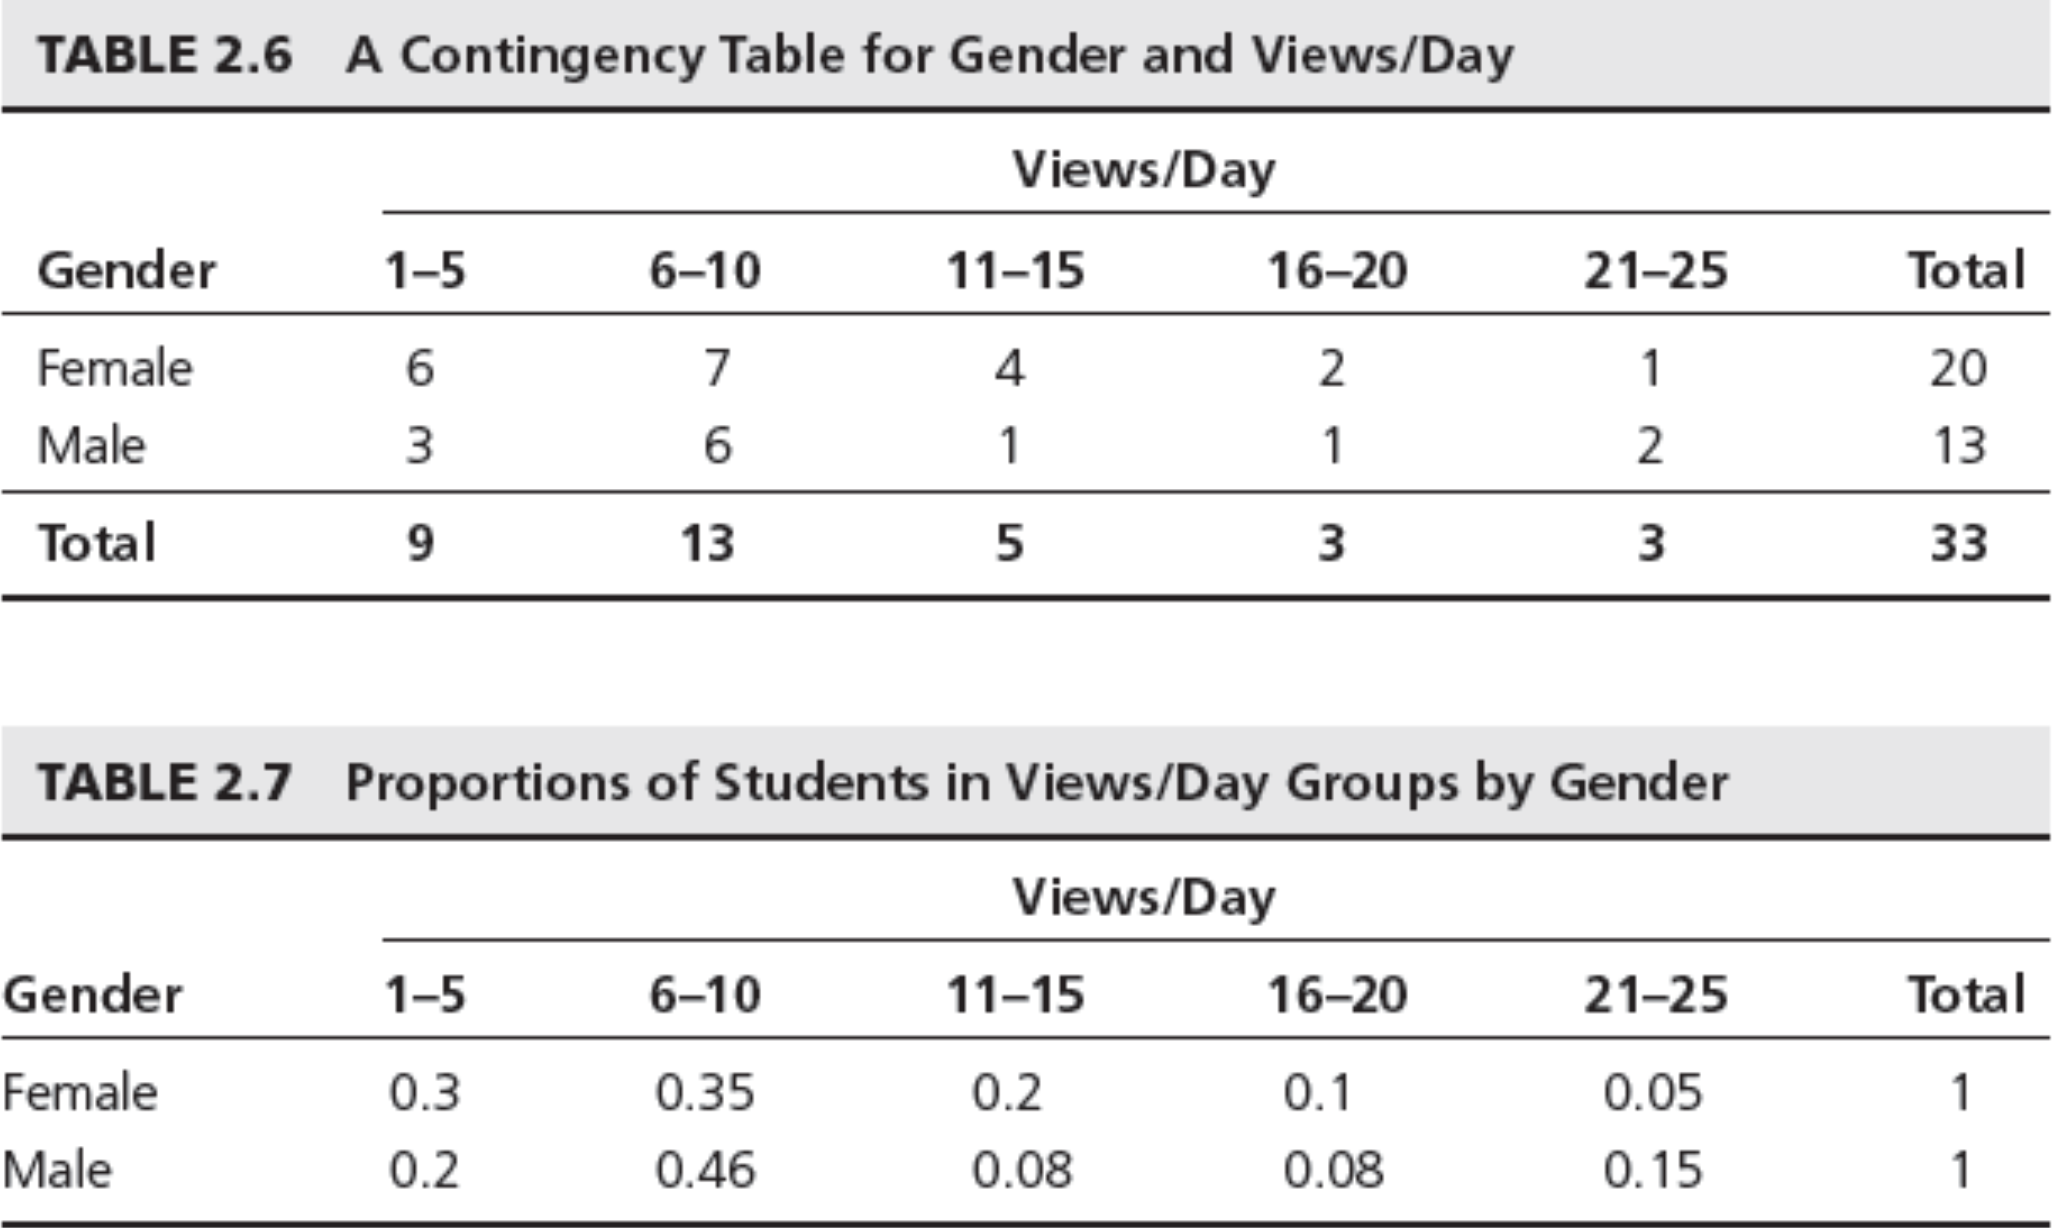 TABLE 2.6 A Contingency Table for Gender and Views/Day
Views/Day
Gender 1–5 6–10 11–15 16–20 21–25 Total
Female 6 7 4 2 1 20
Male 3 6 1 1 2 13
Total 9 13 5 3 3 33
TABLE 2.7 Proportions of Students in Views/Day Groups by Gender
Views/Day
Gender 1–5 6–10 11–15 16–20 21–25 Total
Female 0.3 0.35 0.2 0.1 0.05 1
Male 0.2 0.46 0.08 0.08 0.15 1